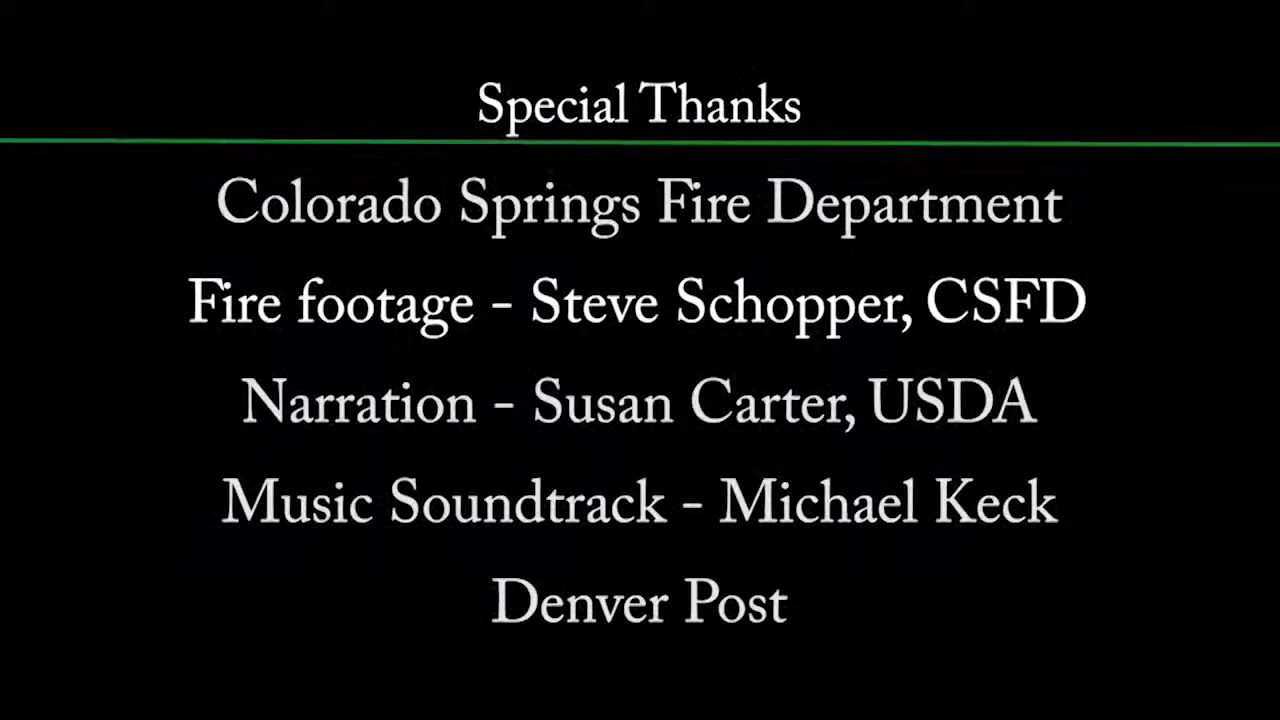 Special Thanks
Colorado Springs Fire Department
Fire footage - Steve Schopper, CSFD
Narration - Susan Carter, USDA
Music Soundtrack - Michael Keck
Denver Post